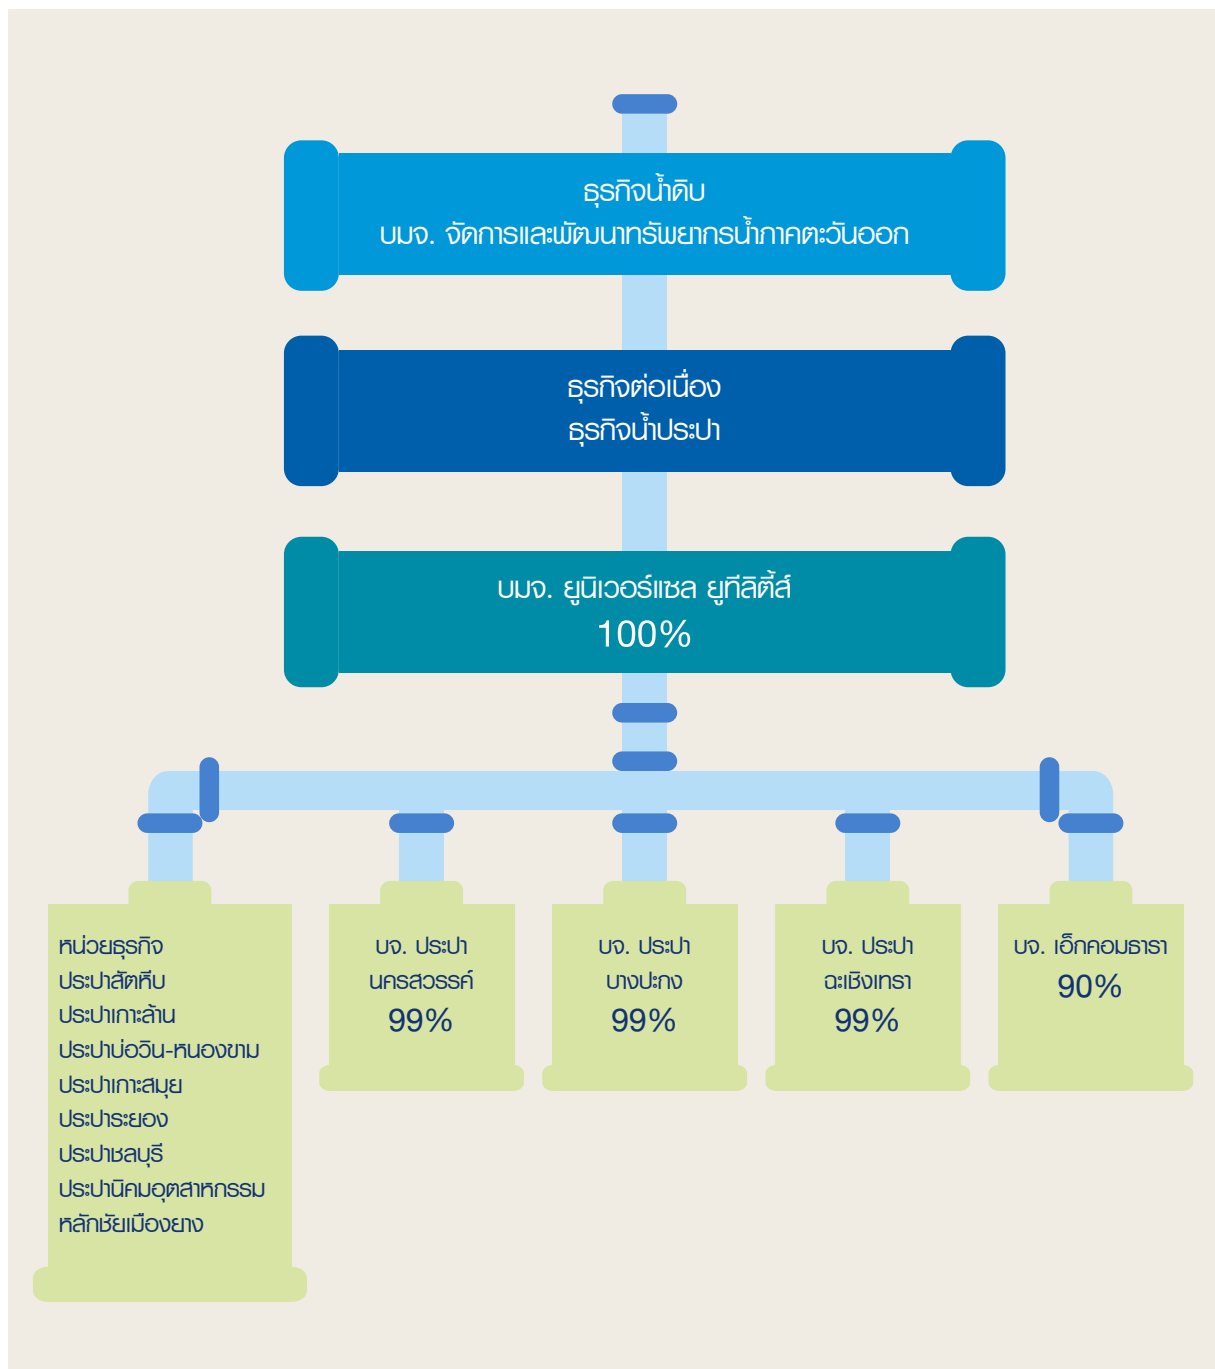 ธุรกิจน้ำดิบ
บมจ. จัดการและพัฒนาทรัพยากรน้ำภาคตะวันออก
ธุรกิจต่อเนื่อง
ธุรกิจน้ำประปา
บมจ. ยูนิเวอร์แซล ยูทีลิตี้ส์
100%
หน่วยธุรกิจ
ประปาสัตหีบ
ประปาเกาะล้าน
ประปาบ่อวิน-หนองขาม
ประปาเกาะสมุย
ประปาระยอง
ประปาชลบุรี
ประปานิคมอุตสาหกรรม
หลักชัยเมืองยาง
บจ. ประปา
นครสวรรค์
99%
บจ. ประปา
บางปะกง
99%
บจ. ประปา
ฉะเชิงเทรา
99%
บจ. เอ็กคอมธารา
90%